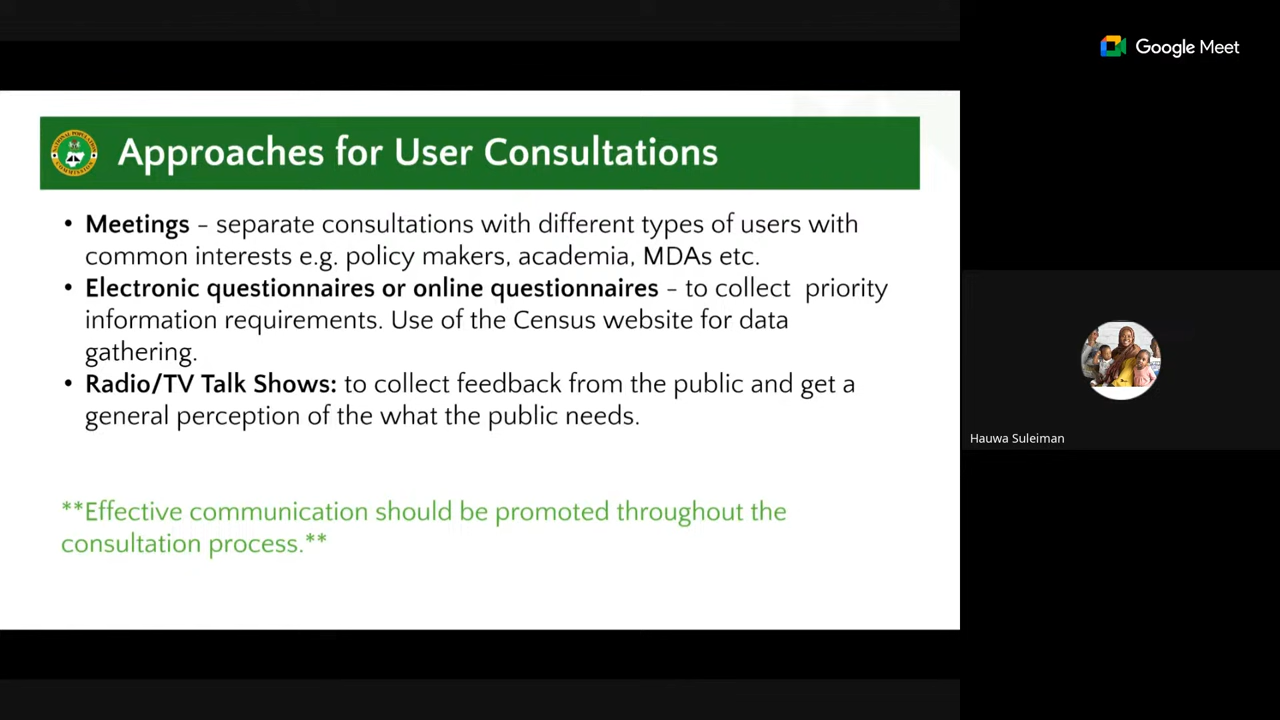 Google Meet
Approaches for User Consultations
• Meetings – separate consultations with different types of users with
common interests e.g. policy makers, academia, MDAs etc.
• Electronic questionnaires or online questionnaires – to collect  priority
information requirements. Use of the Census website for data
gathering.
• Radio/TV Talk Shows: to collect feedback from the public and get a
general perception of the what the public needs.
**Effective communication should be promoted throughout the
consultation process.**
Hauwa Suleiman